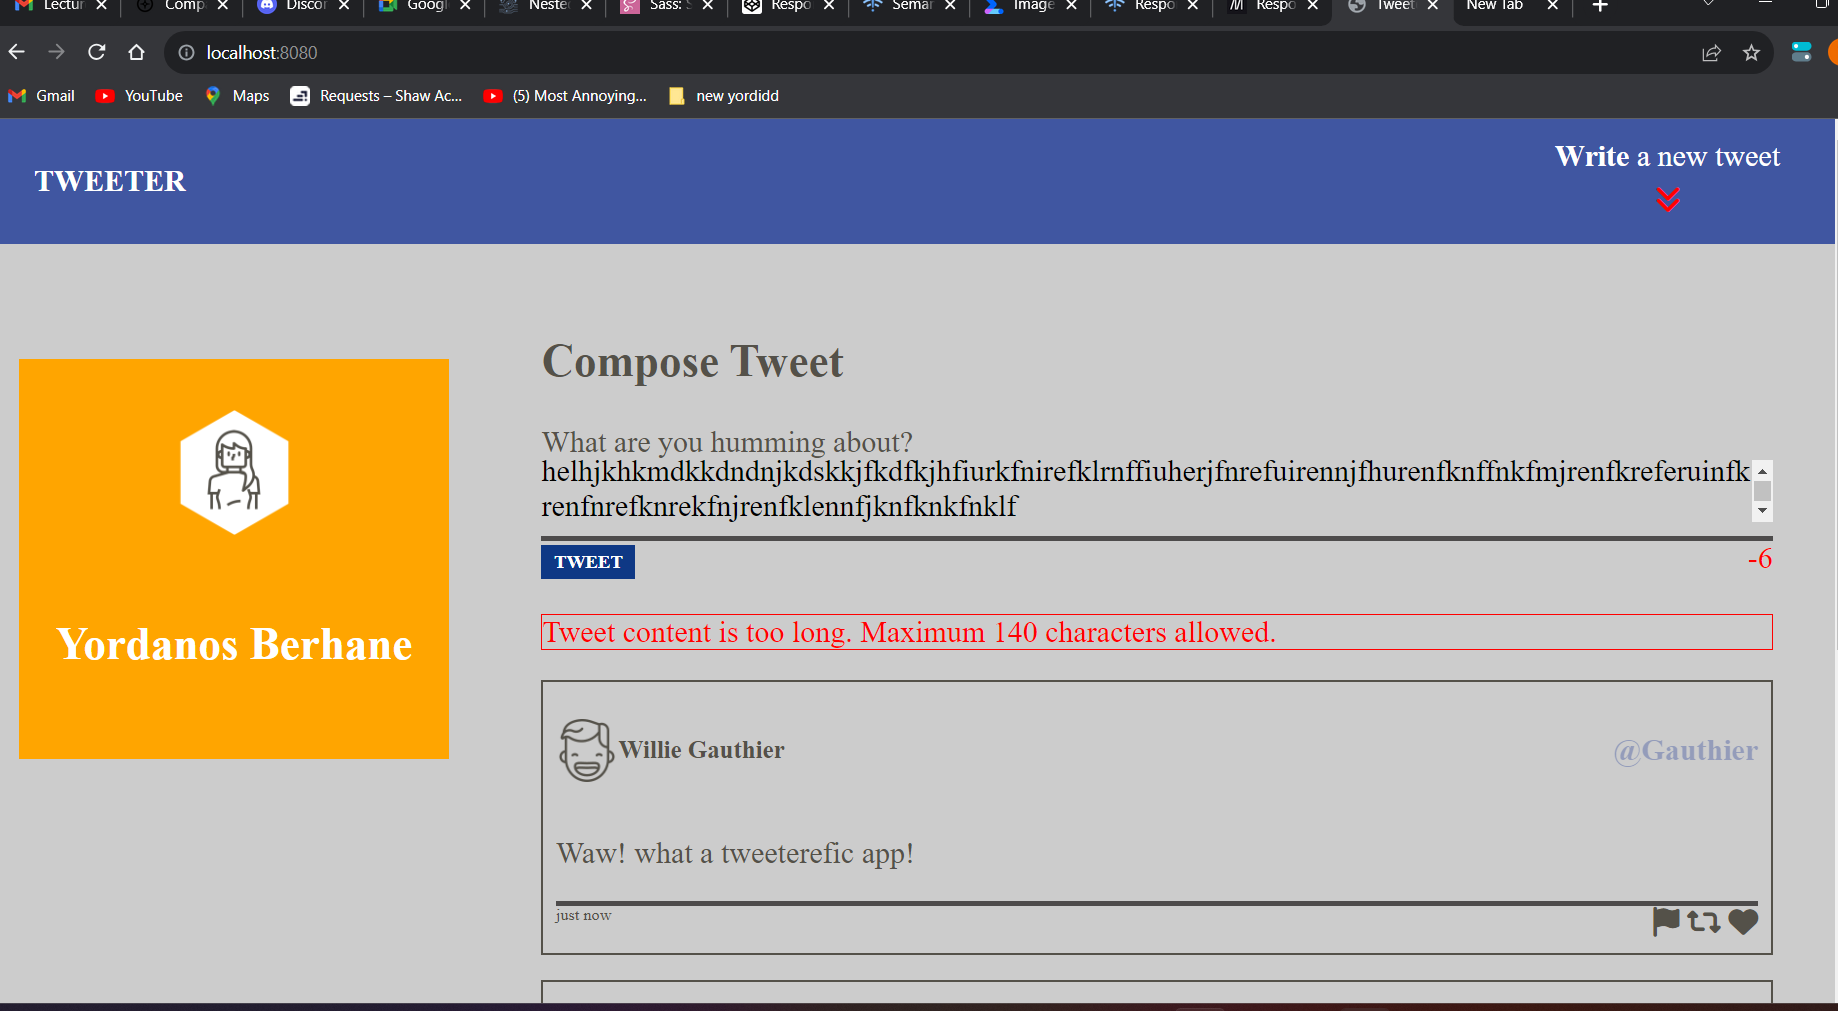 Lectur
Comp
Discor
Googl
Nested
Sass: S
Respo
Semar
Image
Respo
Respo
Tweet
New Tab
localhost:8080
Gmail
YouTube
Maps
Requests – Shaw Ac...
(5) Most Annoying...
new yordidd
TWEETER
Write a new tweet
Compose Tweet
What are you humming about?
helhjkhkmdkkdndnjkdskkjfkdfkjhfiurkfnirefklrnffiuherjfnrefuirennjfhurenfknffnkfmjrenfkreferuinfk
renfnrefknrekfnjrenfklennfjknfknkfnklf
TWEET
-6
Tweet content is too long. Maximum 140 characters allowed.
Yordanos Berhane
Willie Gauthier
@Gauthier
Waw! what a tweeterefic app!
just now